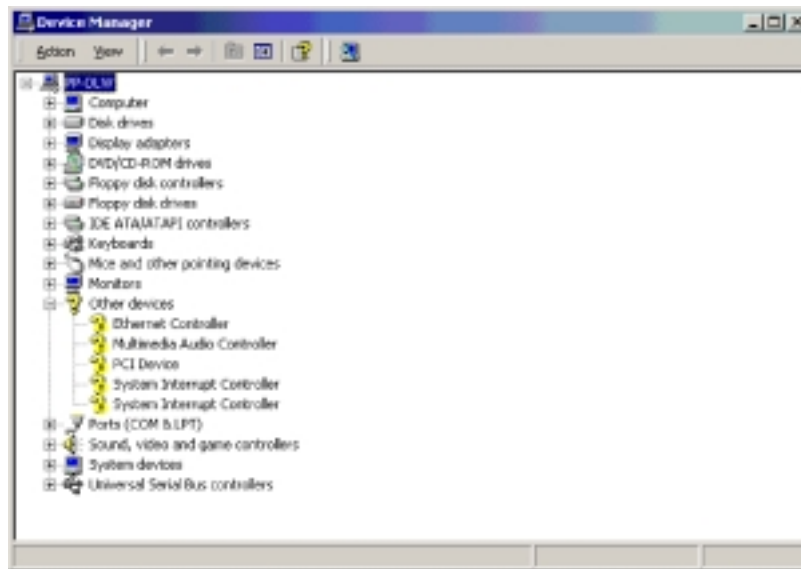 Device Manager
Action View
PP-DLW
Computer
Disk drives
Display adapters
DVD/CD-ROM drives
Floppy disk controllers
Floppy disk drives
IDE ATA/ATAPI controllers
Keyboards
Mice and other pointing devices
Monitors
Other devices
Ethernet Controller
Multimedia Audio Controller
PCI Device
System Interrupt Controller
System Interrupt Controller
Ports (COM & LPT)
Sound, video and game controllers
System devices
Universal Serial Bus controllers